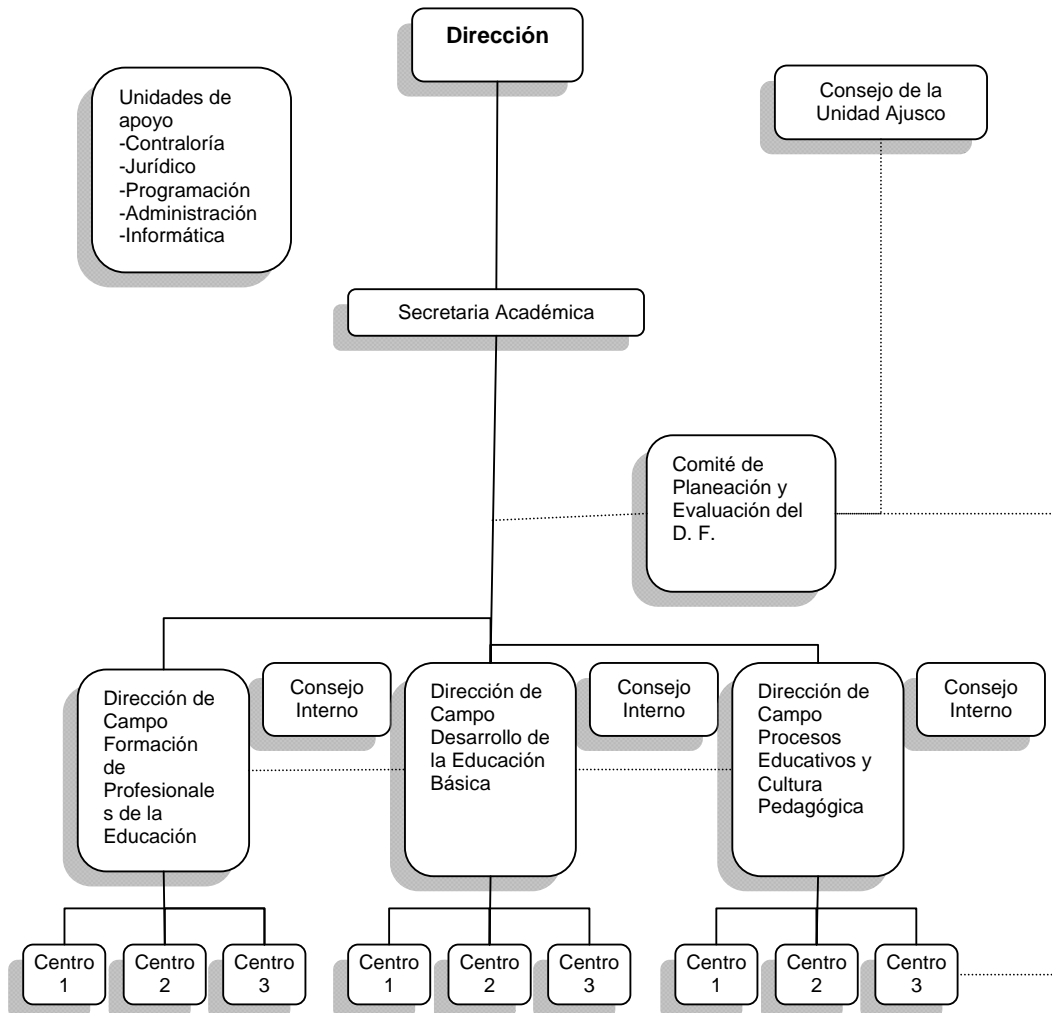 Dirección
Unidades de
apoyo
-Contraloría
-Jurídico
-Programación
-Administración
-Informática
Consejo de la
Unidad Ajusco
Secretaria Académica
Comité de
Planeación y
Evaluación del
D. F.
Dirección de
Campo
Formación
de
Profesionale
s de la
Educación
Consejo
Interno
Dirección de
Campo
Desarrollo de
la Educación
Básica
Consejo
Interno
Dirección de
Campo
Procesos
Educativos y
Cultura
Pedagógica
Consejo
Interno
Centro
1
Centro
2
Centro
3
Centro
1
Centro
2
Centro
3
Centro
1
Centro
2
Centro
3